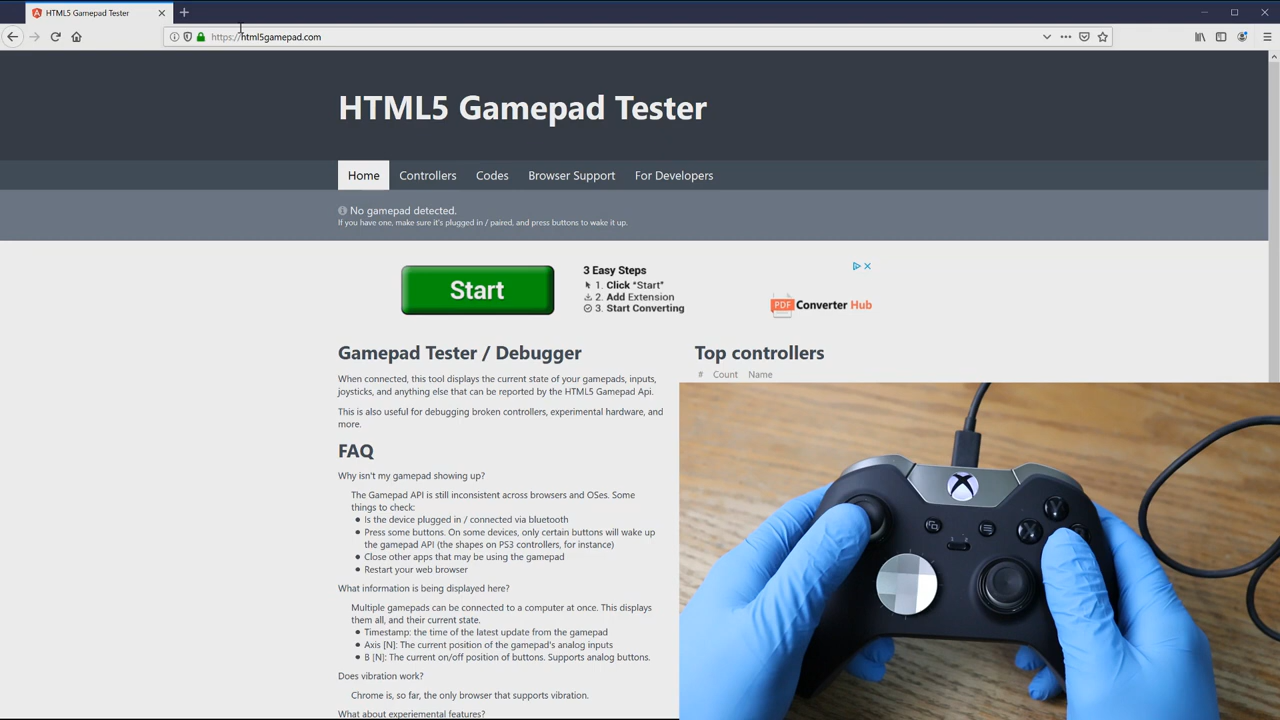 HTML5 Gamepad Tester
https://html5gamepad.com
HTML5 Gamepad Tester
Home
Controllers
Codes
Browser Support
For Developers
No gamepad detected.
If you have one, make sure it's plugged in / paired, and press buttons to wake it up.
Start
3 Easy Steps
1. Click "Start"
2. Add Extension
3. Start Converting
PDF Converter Hub
Gamepad Tester / Debugger
When connected, this tool displays the current state of your gamepads, inputs,
joysticks, and anything else that can be reported by the HTML5 Gamepad Api.
This is also useful for debugging broken controllers, experimental hardware, and
more.
FAQ
Why isn't my gamepad showing up?
The Gamepad API is still inconsistent across browsers and OSes. Some
things to check:
Is the device plugged in / connected via bluetooth
Press some buttons. On some devices, only certain buttons will wake up
the gamepad API (the shapes on PS3 controllers, for instance)
Close other apps that may be using the gamepad
Restart your web browser
What information is being displayed here?
Multiple gamepads can be connected to a computer at once. This displays
them all, and their current state.
Timestamp: the time of the latest update from the gamepad
Axis [N]: The current position of the gamepad's analog inputs
B [N]: The current on/off position of buttons. Supports analog buttons.
Does vibration work?
Chrome is, so far, the only browser that supports vibration.
What about experiemental features?
Top controllers
# Count Name
Y
X